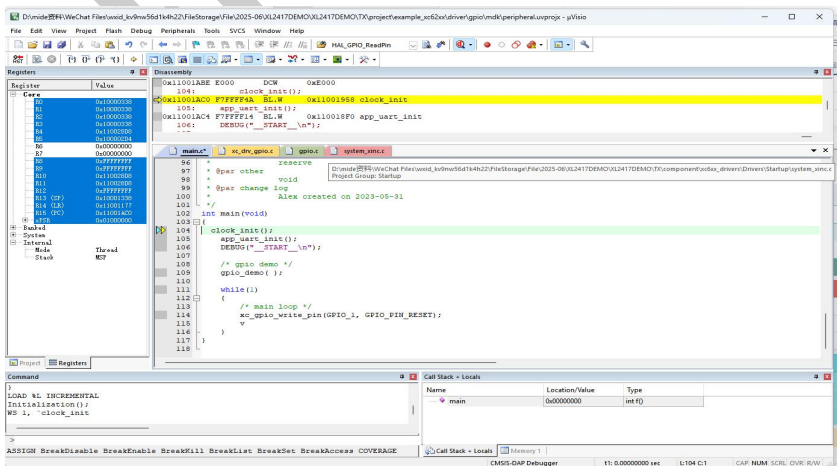 D:\mide资料\WeChat Files\wxid_kv9nw56d1k4h22\FileStorage\File\2025-06\XL2417DEMO\XL2417DEMO\TX\project\example_xc62xx\driver\gpio\mdk\peripheral.uvprojx - µVisio
File Edit View Project Flash Debug Peripherals Tools SVCS Window Help
HAL_GPIO_ReadPin
Registers
Register Value
Core
R0 0x10000338
R1 0x10000338
R2 0x10000338
R3 0x10000338
R4 0x110028D8
R5 0x100002D4
R6 0x00000000
R7 0x00000000
R8 0xFFFFFFFF
R9 0xFFFFFFFF
R10 0x110028D8
R11 0x110028D8
R12 0xFFFFFFFF
R13 (SP) 0x10001338
R14 (LR) 0x11001177
R15 (PC) 0x11001AC0
xPSR 0x01000000
Banked
System
Internal
Mode Thread
Stack MSP
Project Registers
Disassembly
0x11001ABE E000 DCW 0xE000
104: clock_init();
0x11001AC0 F7FFFF4A BL.W 0x11001958 clock_init
105: app_uart_init();
0x11001AC4 F7FFFF14 BL.W 0x110018F0 app_uart_init
106: DEBUG("__START__\n");
main.c* xc_drv_gpio.c gpio.c system_xinc.c
D:\mide资料\WeChat Files\wxid_kv9nw56d1k4h22\FileStorage\File\2025-06\XL2417DEMO\XL2417DEMO\TX\component\xc6xx_drivers\Drivers\Startup\system_xinc.c
Project Group: Startup
96 * reserve
97 * @par other
98 * void
99 * @par change log
100 * Alex created on 2023-05-31
101 */
102 int main(void)
103 {
104 clock_init();
105 app_uart_init();
106 DEBUG("__START__\n");
107
108 /* gpio demo */
109 gpio_demo( );
110
111 while(1)
112 {
113 /* main loop */
114 xc_gpio_write_pin(GPIO_1, GPIO_PIN_RESET);
115 v
116 }
117 }
118
Command
}
LOAD %L INCREMENTAL
Initialization();
WS 1, `clock_init
>
ASSIGN BreakDisable BreakEnable BreakKill BreakList BreakSet BreakAccess COVERAGE
Call Stack + Locals
Name Location/Value Type
main 0x00000000 int f()
Call Stack + Locals Memory 1
CMSIS-DAP Debugger t1: 0.00000000 sec L:104 C:1 CAP NUM SCRL OVR R/W